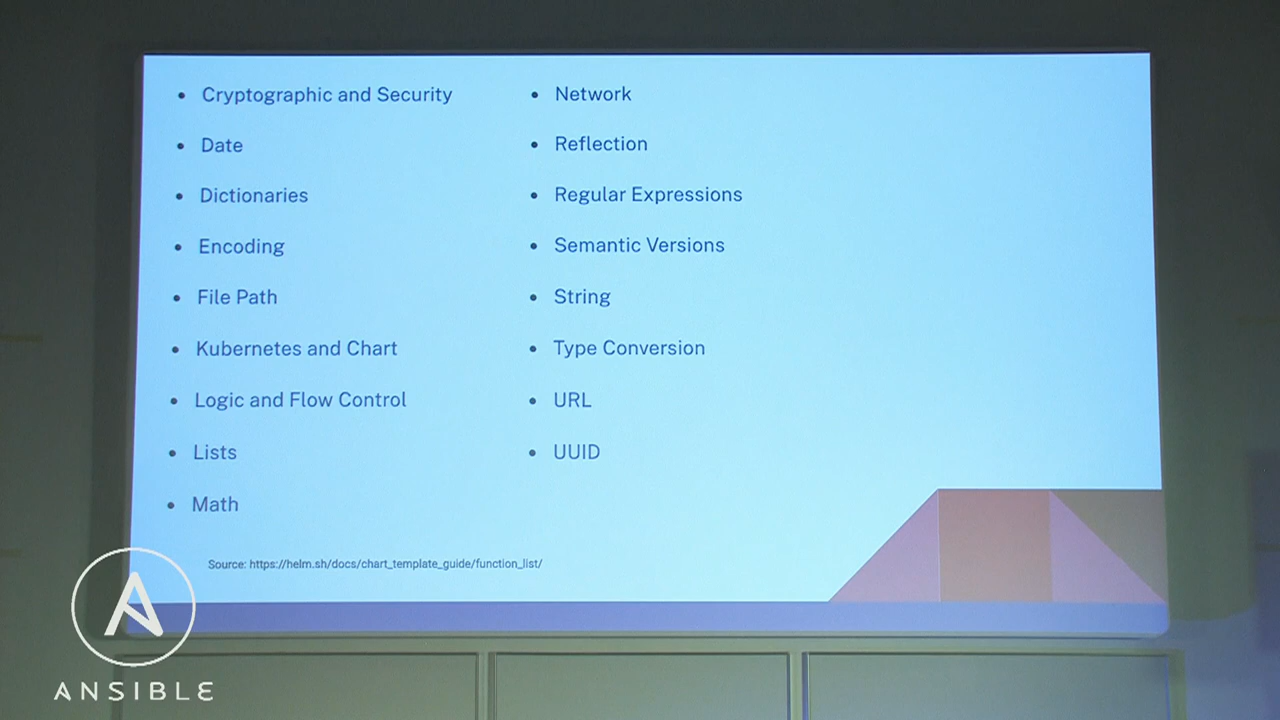 • Cryptographic and Security
• Date
• Dictionaries
• Encoding
• File Path
• Kubernetes and Chart
• Logic and Flow Control
• Lists
• Math
• Network
• Reflection
• Regular Expressions
• Semantic Versions
• String
• Type Conversion
• URL
• UUID
Source: https://helm.sh/docs/chart_template_guide/function_list/
A
ANSIBLE